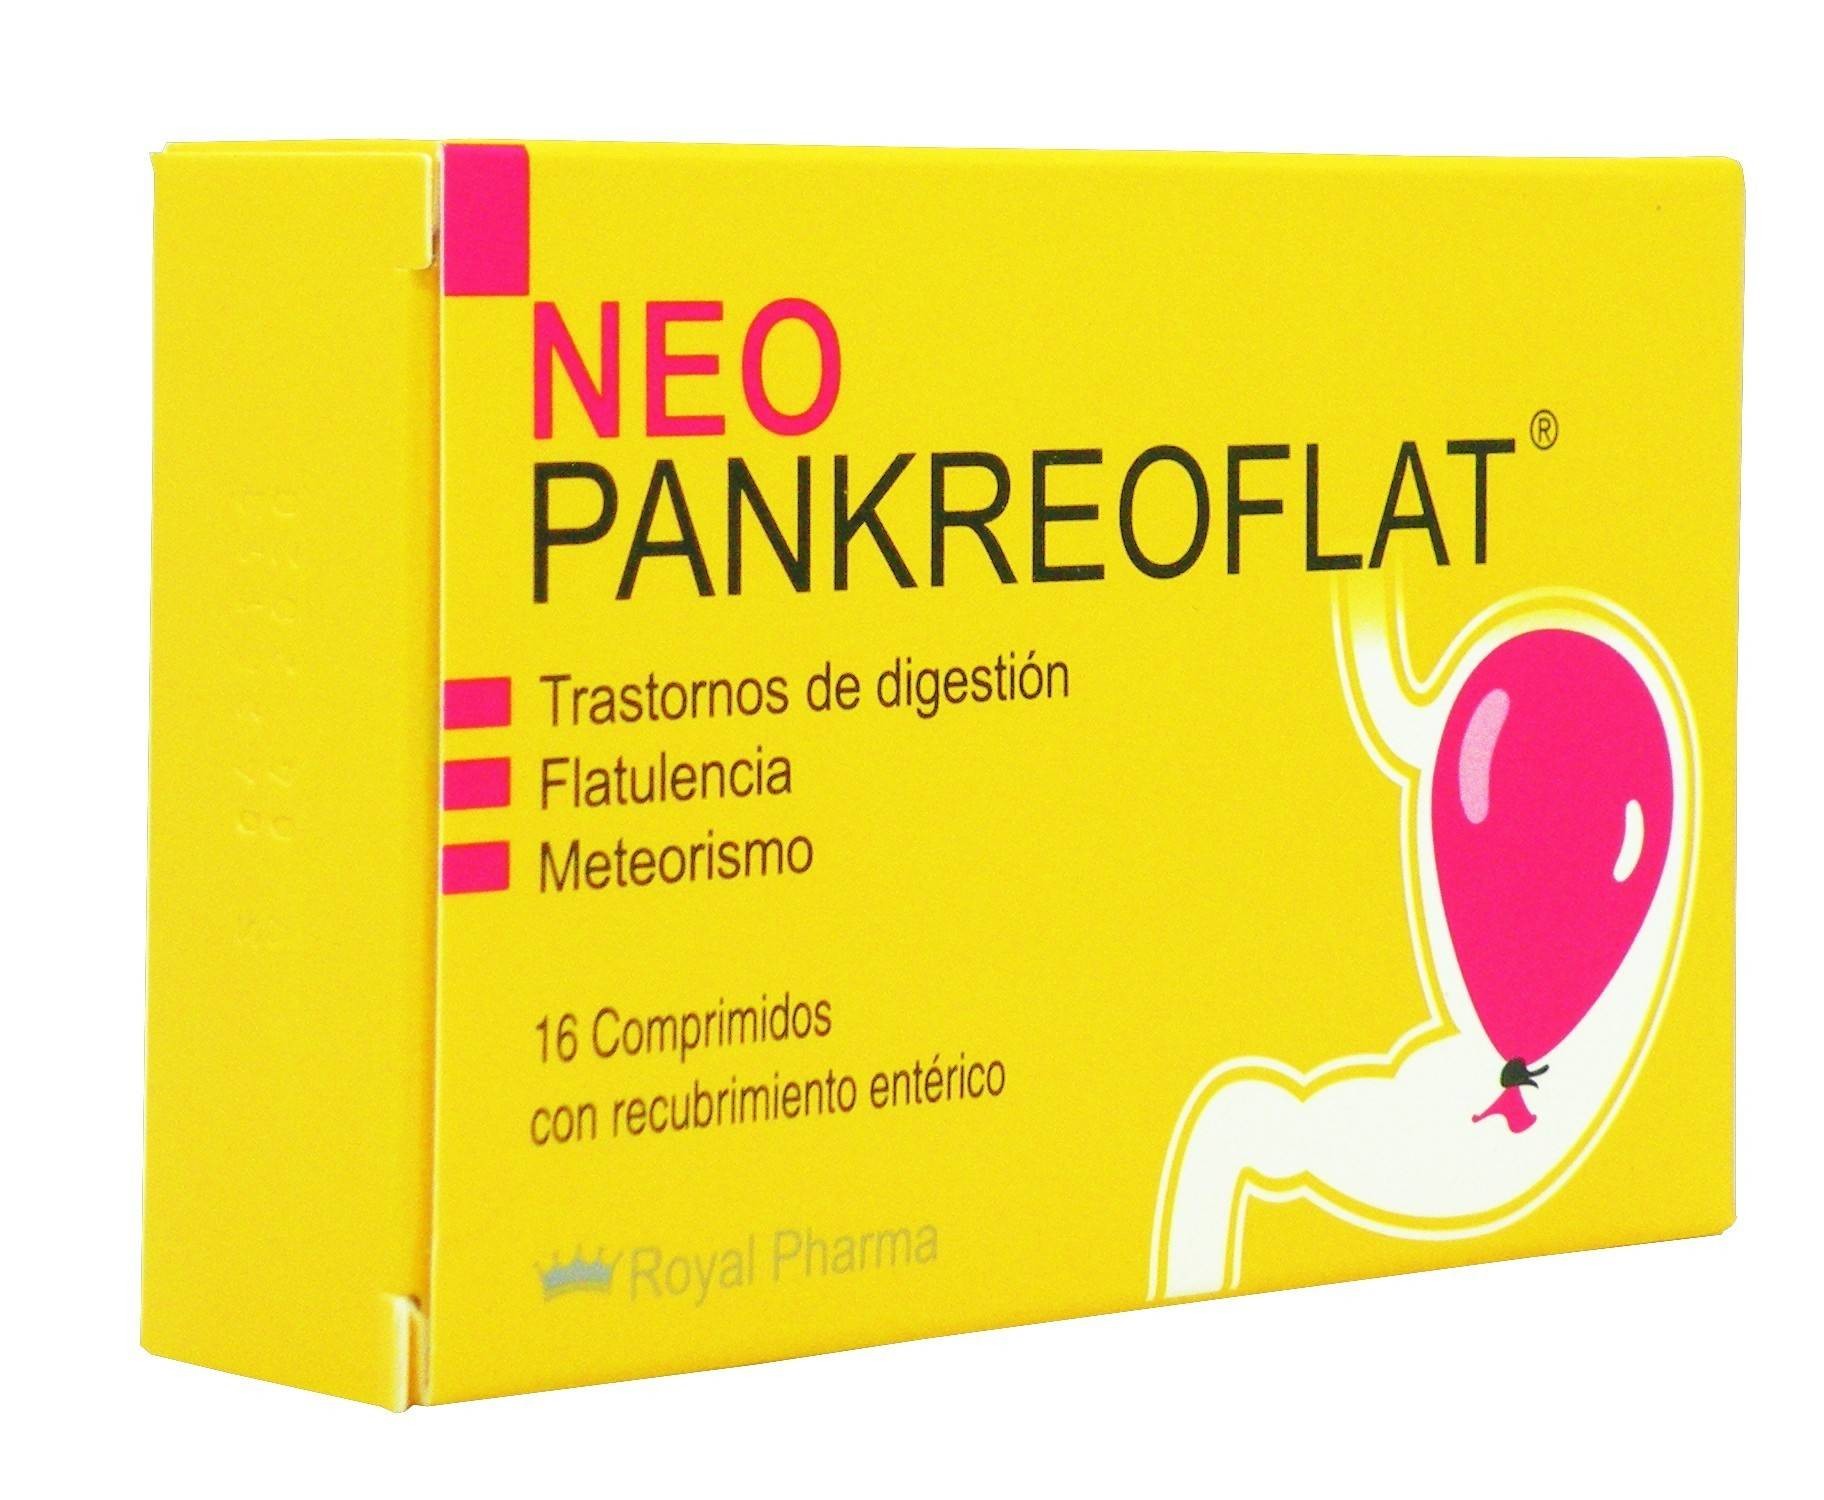 NEO
PANKREOFLAT®
Trastornos de digestión
Flatulencia
Meteorismo
16 Comprimidos
con recubrimiento entérico
Royal Pharma